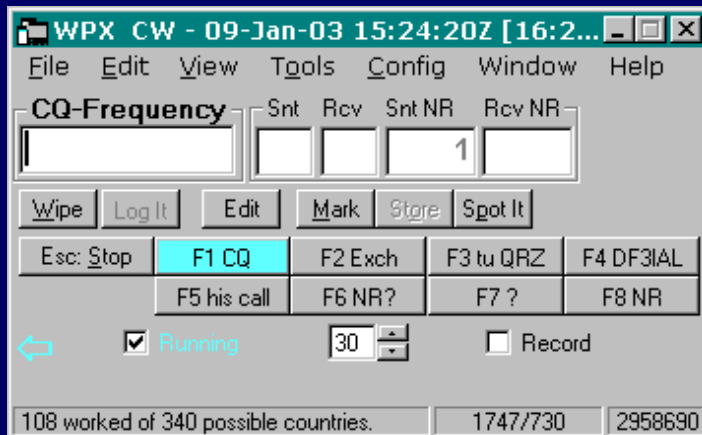 WPX CW - 09-Jan-03 15:24:20Z [16:2...
File Edit View Tools Config Window Help
CQ-Frequency Snt Rcv Snt NR Rcv NR
1
Wipe Log It Edit Mark Store Spot It
Esc: Stop F1 CQ F2 Exch F3 tu QRZ F4 DF3IAL
F5 his call F6 NR? F7 ? F8 NR
Running 30 Record
108 worked of 340 possible countries. 1747/730 2958690